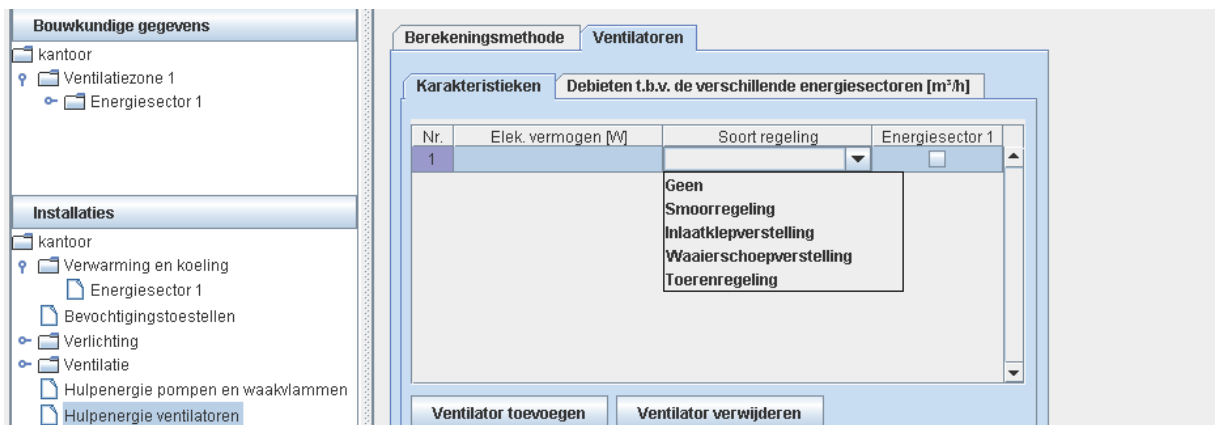 Bouwkundige gegevens
kantoor
Ventilatiezone 1
Energiesector 1
Installaties
kantoor
Verwarming en koeling
Energiesector 1
Bevochtigingstoestellen
Verlichting
Ventilatie
Hulpenergie pompen en waakvlammen
Hulpenergie ventilatoren
Berekeningsmethode Ventilatoren
Karakteristieken Debieten t.b.v. de verschillende energiesectoren [m³/h]
Nr. Elek. vermogen [W] Soort regeling Energiesector 1
1
Geen
Smoorregeling
Inlaatklepverstelling
Waaierschoepverstelling
Toerenregeling
Ventilator toevoegen Ventilator verwijderen